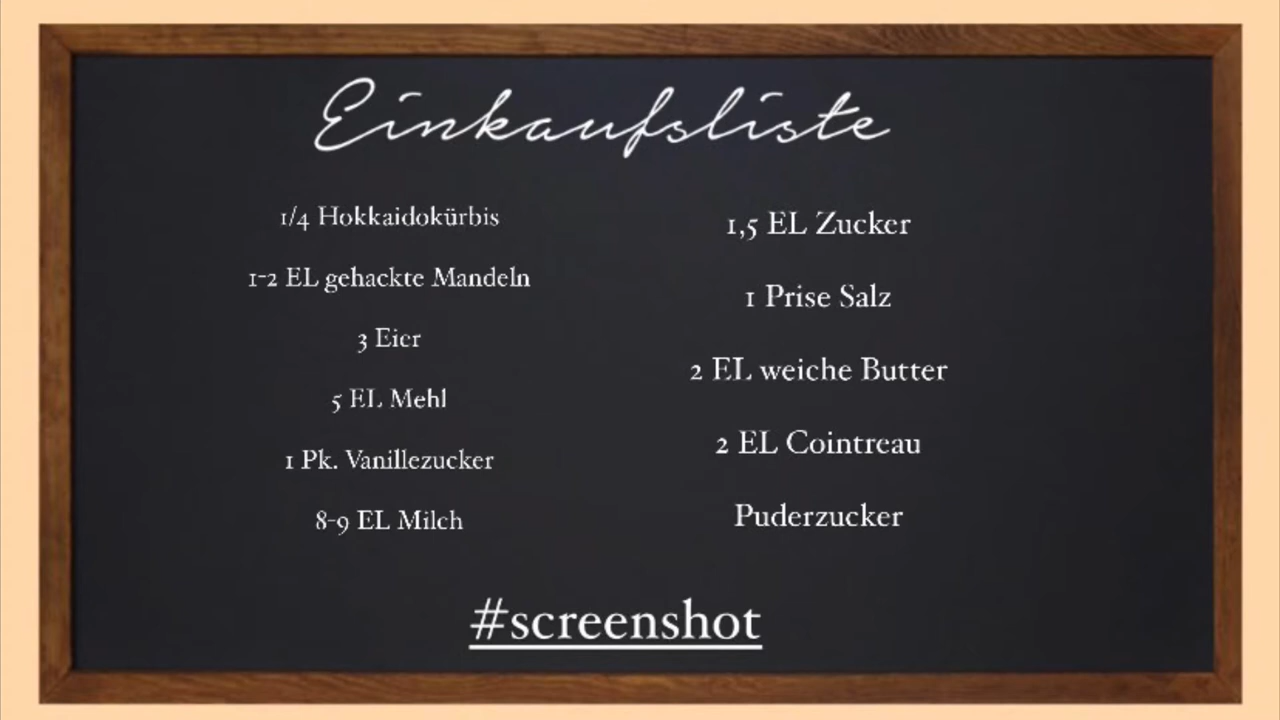 Einkaufsliste
1/4 Hokkaidokürbis
1-2 EL gehackte Mandeln
3 Eier
5 EL Mehl
1 Pk. Vanillezucker
8-9 EL Milch
1,5 EL Zucker
1 Prise Salz
2 EL weiche Butter
2 EL Cointreau
Puderzucker
#screenshot